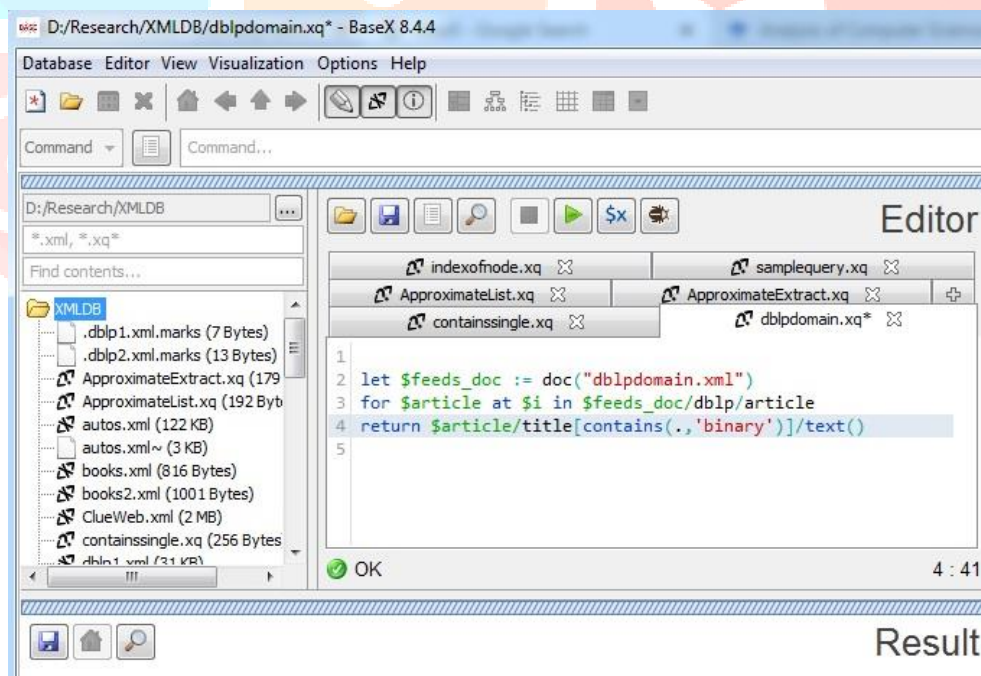 D:/Research/XMLDB/dblpdomain.xq* - BaseX 8.4.4
Database Editor View Visualization Options Help
Command
Command...
D:/Research/XMLDB
...
*.xml, *.xq*
Find contents...
XMLDB
.dblp1.xml.marks (7 Bytes)
.dblp2.xml.marks (13 Bytes)
ApproximateExtract.xq (179
ApproximateList.xq (192 Byt
autos.xml (122 KB)
autos.xml~ (3 KB)
books.xml (816 Bytes)
books2.xml (1001 Bytes)
ClueWeb.xml (2 MB)
containssingle.xq (256 Bytes
dblp1.xml (31 KB)
$x
Editor
indexofnode.xq
samplequery.xq
ApproximateList.xq
ApproximateExtract.xq
containssingle.xq
dblpdomain.xq*
1
2 let $feeds_doc := doc("dblpdomain.xml")
3 for $article at $i in $feeds_doc/dblp/article
4 return $article/title[contains(.,'binary')]/text()
5
OK
4 : 41
Result